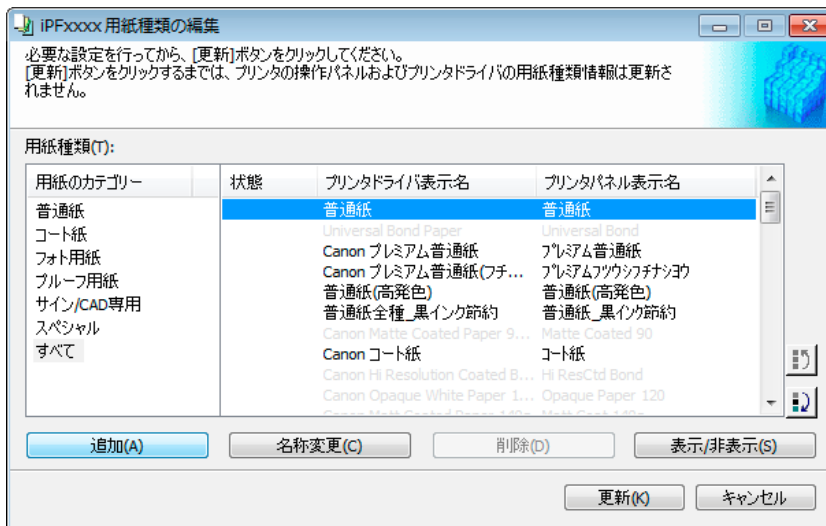 iPFxxxx 用紙種類の編集
必要な設定を行ってから、[更新]ボタンをクリックしてください。
[更新]ボタンをクリックするまでは、プリンタの操作パネルおよびプリンタドライバの用紙種類情報は更新さ
れません。
用紙種類(T):
用紙のカテゴリー
普通紙
コート紙
フォト用紙
プルーフ用紙
サイン/CAD専用
スペシャル
すべて
状態 プリンタドライバ表示名 プリンタパネル表示名
普通紙 普通紙
Universal Bond Paper Universal Bond
Canon プレミアム普通紙 プレミアム普通紙
Canon プレミアム普通紙(フチ... プレミアムフツウシフチナシヨウ
普通紙(高発色) 普通紙(高発色)
普通紙全種_黒インク節約 普通紙_黒インク節約
Canon Matte Coated Paper 9... Matte Coated 90
Canon コート紙 コート紙
Canon Hi Resolution Coated B... Hi ResCtd Bond
Canon Opaque White Paper 1... Opaque Paper 120
Canon Matt Coated Paper 140g Matt Coat 140g
追加(A) 名称変更(C) 削除(D) 表示/非表示(S)
更新(K) キャンセル